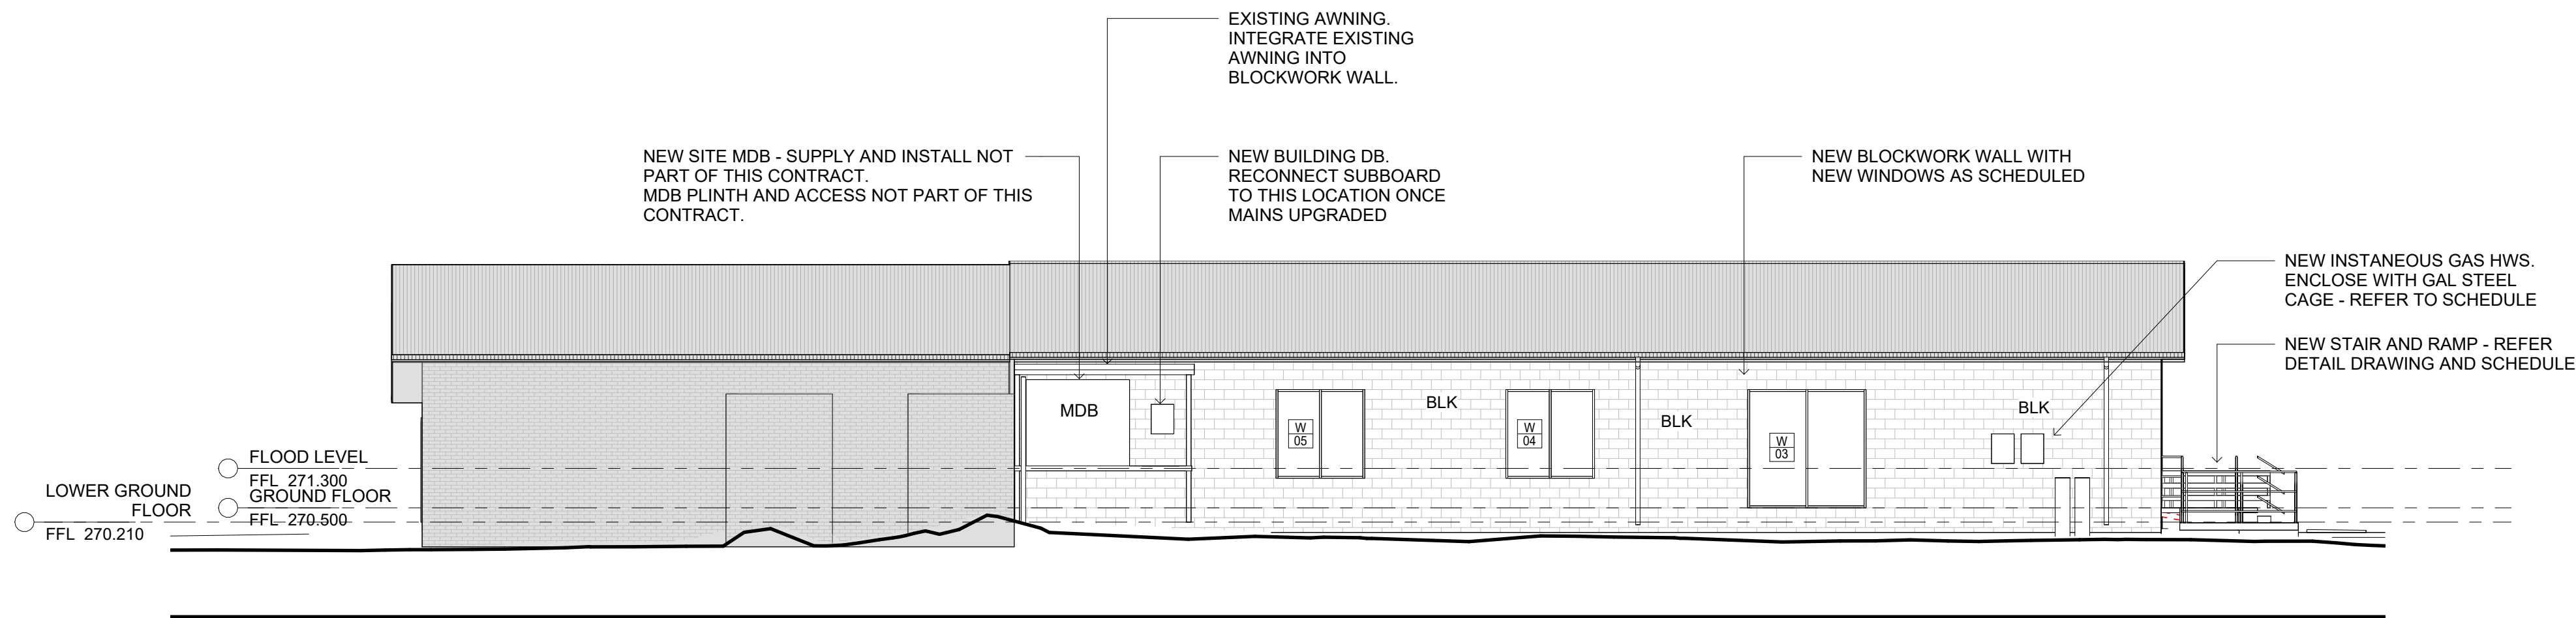 EXISTING AWNING.
INTEGRATE EXISTING
AWNING INTO
BLOCKWORK WALL.
NEW SITE MDB - SUPPLY AND INSTALL NOT
PART OF THIS CONTRACT.
MDB PLINTH AND ACCESS NOT PART OF THIS
CONTRACT.
NEW BUILDING DB.
RECONNECT SUBBOARD
TO THIS LOCATION ONCE
MAINS UPGRADED
NEW BLOCKWORK WALL WITH
NEW WINDOWS AS SCHEDULED
NEW INSTANEOUS GAS HWS.
ENCLOSE WITH GAL STEEL
CAGE - REFER TO SCHEDULE
NEW STAIR AND RAMP - REFER
DETAIL DRAWING AND SCHEDULE
MDB
W
05
BLK
W
04
BLK
W
03
BLK
FLOOD LEVEL
FFL 271.300
GROUND FLOOR
FFL 270.500
LOWER GROUND
FLOOR
FFL 270.210